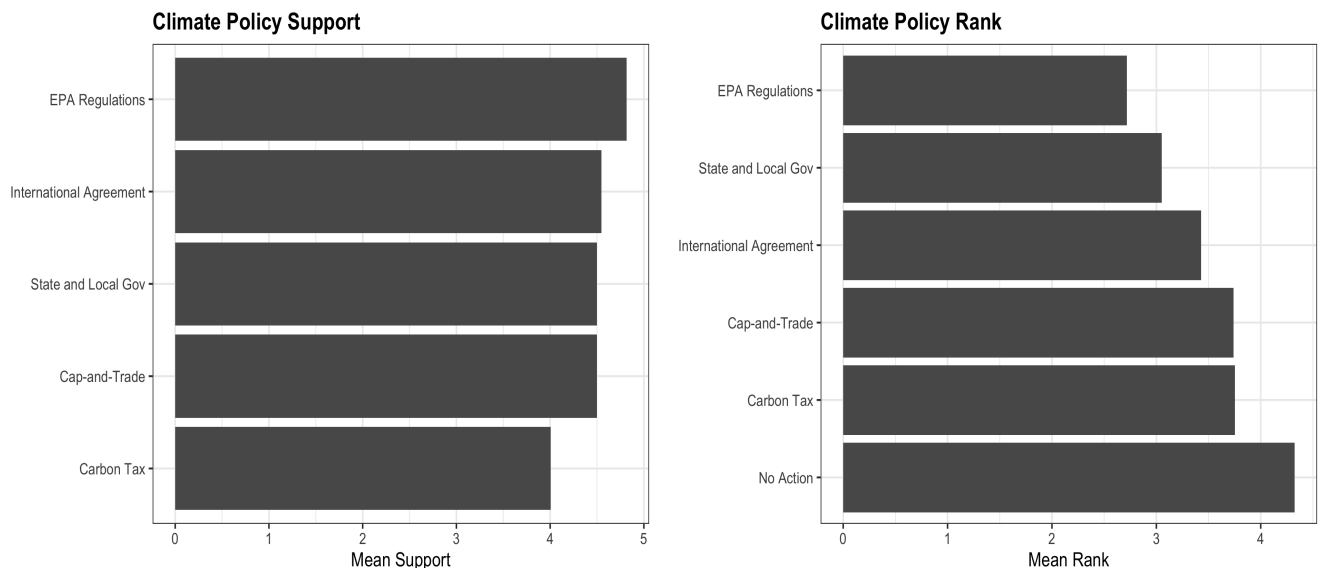 Climate Policy Support
EPA Regulations
International Agreement
State and Local Gov
Cap-and-Trade
Carbon Tax
0 1 2 3 4 5
Mean Support
Climate Policy Rank
EPA Regulations
State and Local Gov
International Agreement
Cap-and-Trade
Carbon Tax
No Action
0 1 2 3 4
Mean Rank